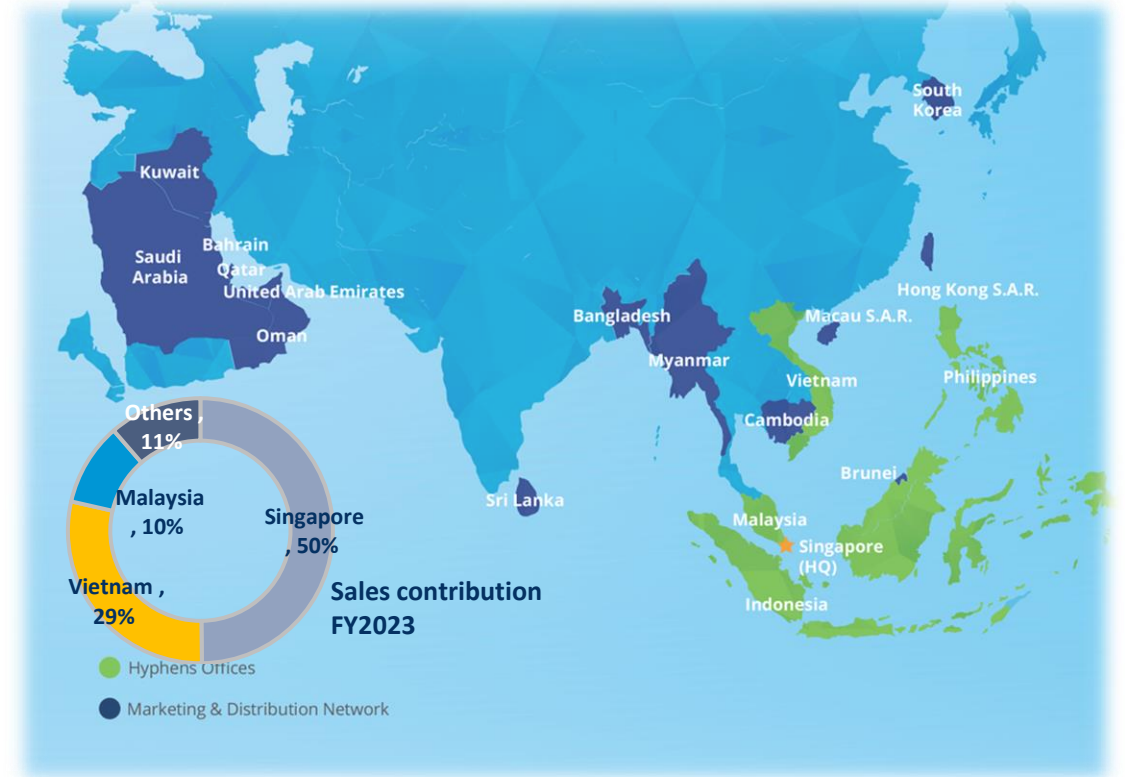 South
Korea
Kuwait
Saudi
Arabia
Bahrain
Qatar
United Arab Emirates
Oman
Hong Kong S.A.R.
Bangladesh
Macau S.A.R.
Myanmar
Vietnam
Philippines
Cambodia
Brunei
Sri Lanka
Malaysia
Singapore
(HQ)
Indonesia
Others ,
11%
Malaysia
, 10%
Singapore
, 50%
Vietnam ,
29%
Sales contribution
FY2023
Hyphens Offices
Marketing & Distribution Network